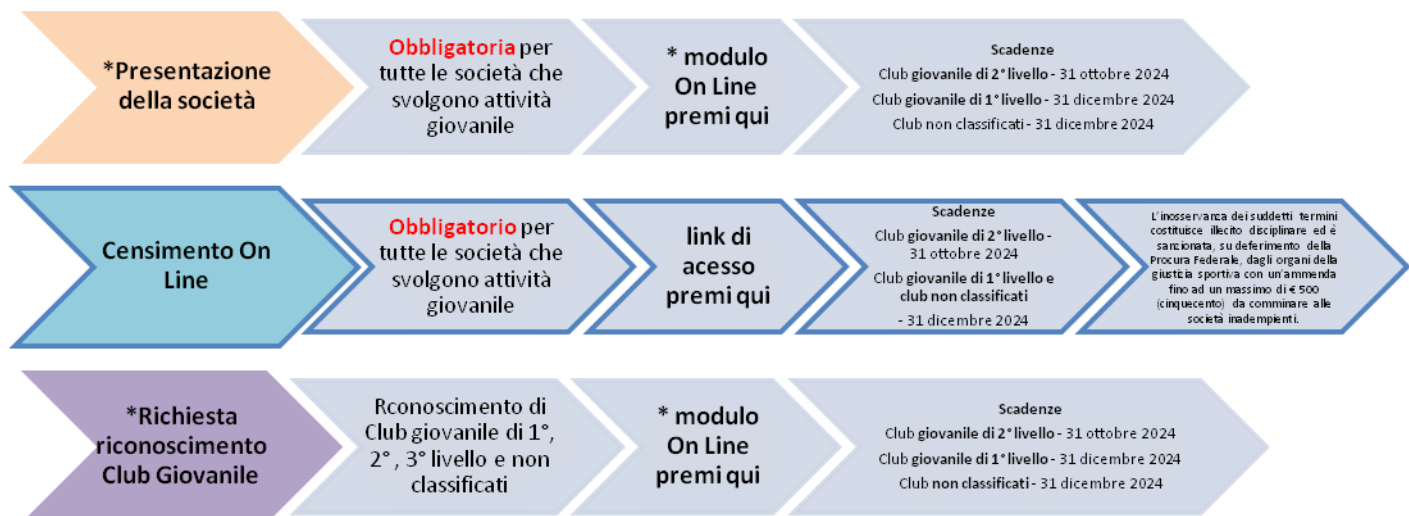 *Presentazione
della società
Obbligatoria per
tutte le società che
svolgono attività
giovanile
* modulo
On Line
premi qui
Scadenze
Club giovanile di 2° livello - 31 ottobre 2024
Club giovanile di 1° livello - 31 dicembre 2024
Club non classificati - 31 dicembre 2024
Censimento On
Line
Obbligatorio per
tutte le società che
svolgono attività
giovanile
link di
acesso
premi qui
Scadenze
Club giovanile di 2° livello -
31 ottobre 2024
Club giovanile di 1° livello e
club non classificati
- 31 dicembre 2024
L'inosservanza dei suddetti termini
costituisce illecito disciplinare ed è
sanzionata, su deferimento della
Procura Federale, dagli organi della
giustizia sportiva con un'ammenda
fino ad un massimo di € 500
(cinquecento) da comminare alle
società inadempienti.
*Richiesta
riconoscimento
Club Giovanile
Rconoscimento di
Club giovanile di 1°,
2° , 3° livello e non
classificati
* modulo
On Line
premi qui
Scadenze
Club giovanile di 2° livello - 31 ottobre 2024
Club giovanile di 1° livello - 31 dicembre 2024
Club non classificati - 31 dicembre 2024